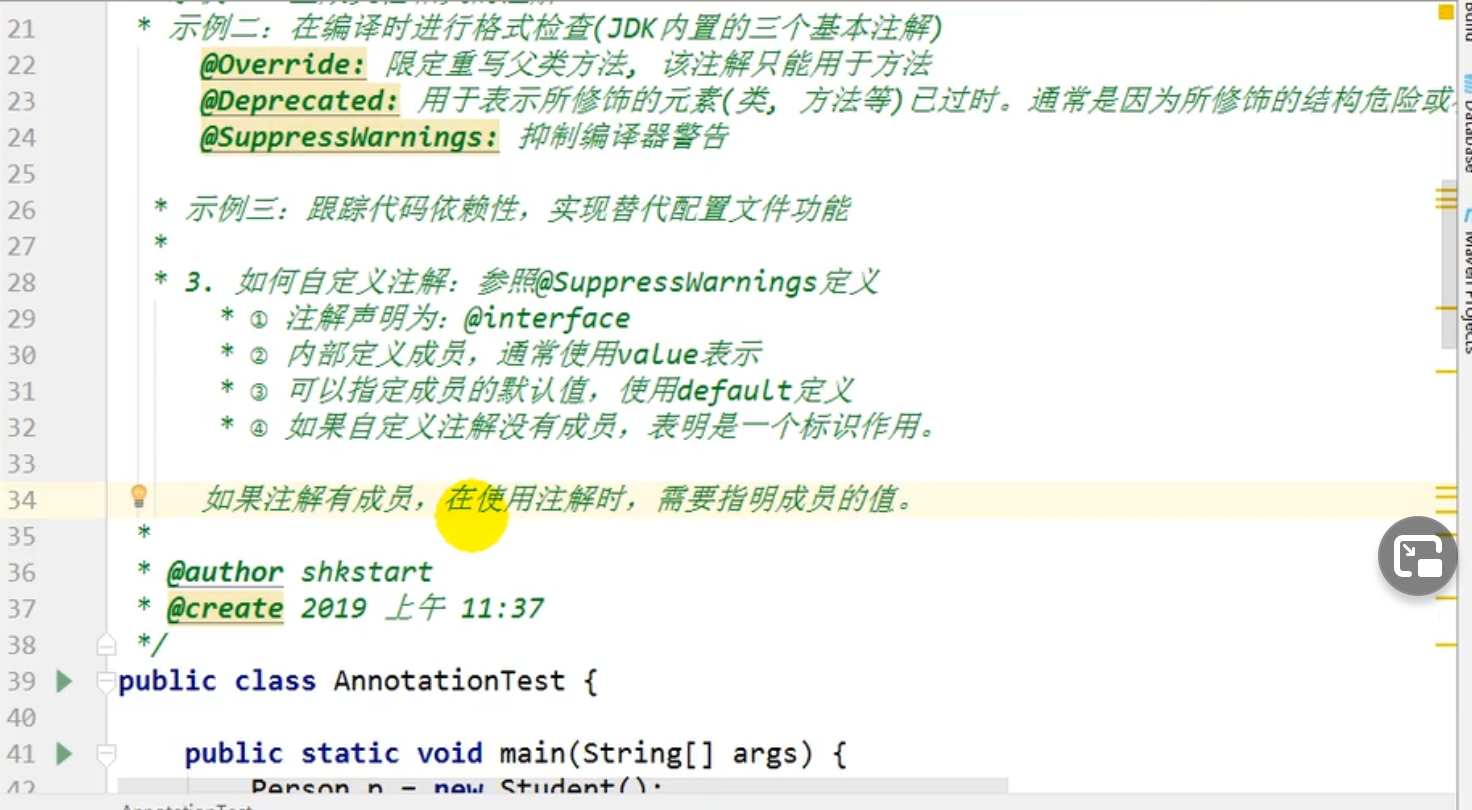 21 * 示例二：在编译时进行格式检查(JDK内置的三个基本注解)
22 @Override: 限定重写父类方法, 该注解只能用于方法
23 @Deprecated: 用于表示所修饰的元素(类, 方法等)已过时。通常是因为所修饰的结构危险或
24 @SuppressWarnings: 抑制编译器警告
25
26 * 示例三：跟踪代码依赖性，实现替代配置文件功能
27 *
28 * 3. 如何自定义注解：参照@SuppressWarnings定义
29 * ① 注解声明为：@interface
30 * ② 内部定义成员，通常使用value表示
31 * ③ 可以指定成员的默认值，使用default定义
32 * ④ 如果自定义注解没有成员，表明是一个标识作用。
33
34 如果注解有成员，在使用注解时，需要指明成员的值。
35 *
36 * @author shkstart
37 * @create 2019 上午 11:37
38 */
39 public class AnnotationTest {
40
41 public static void main(String[] args) {
42 Person p = new Student();
AnnotationTest
Database
Maven Projects